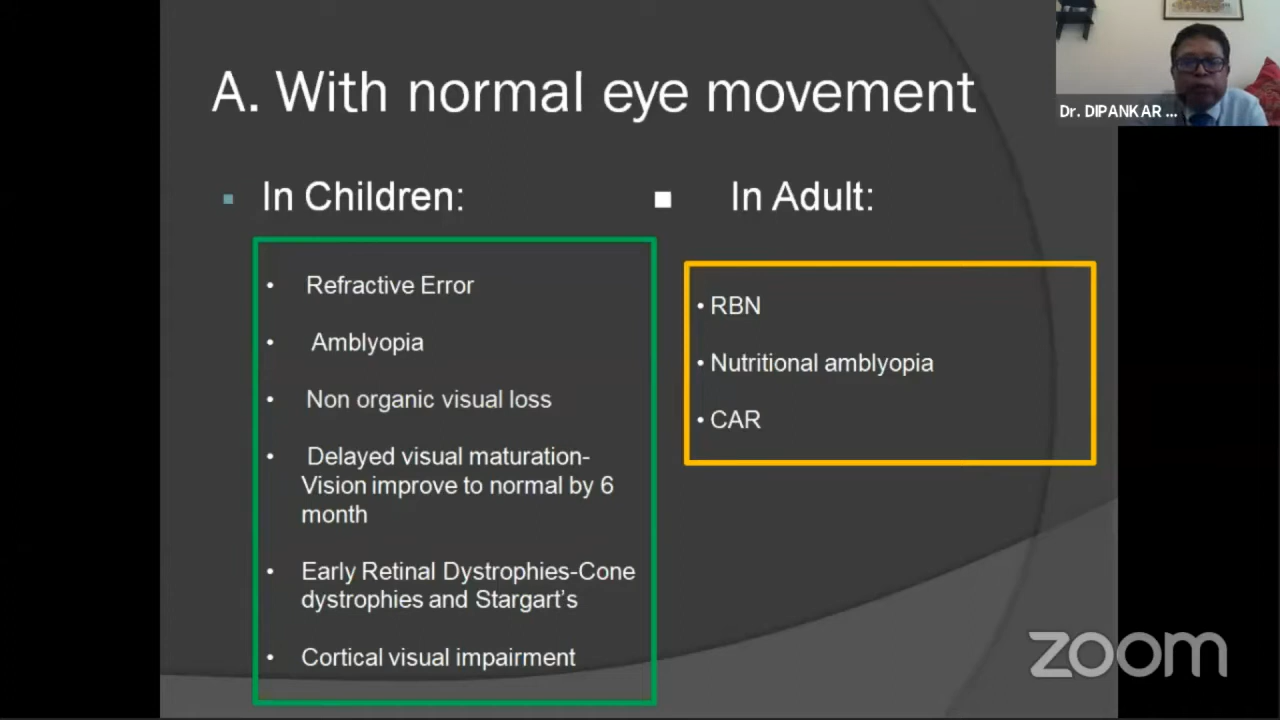 A. With normal eye movement
Dr. DIPANKAR ...
▪ In Children:
• Refractive Error
• Amblyopia
• Non organic visual loss
• Delayed visual maturation-
Vision improve to normal by 6
month
• Early Retinal Dystrophies-Cone
dystrophies and Stargart's
• Cortical visual impairment
▪ In Adult:
• RBN
• Nutritional amblyopia
• CAR
zoom